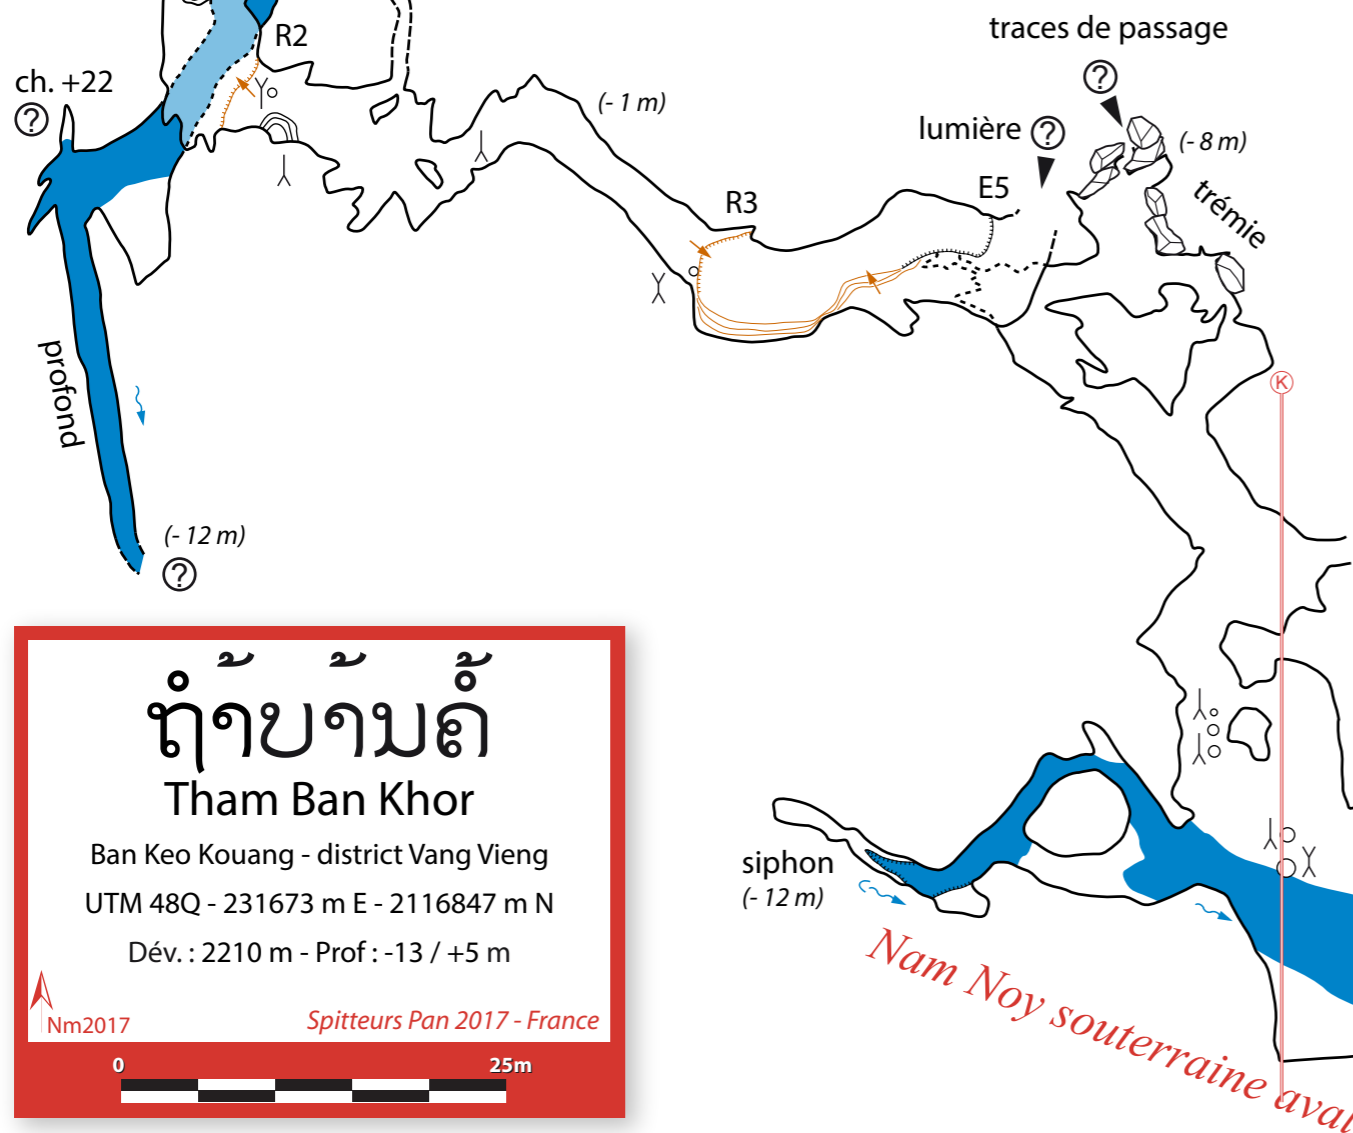 traces de passage
?
R2
ch. +22
?
(- 1 m)
lumière ?
(- 8 m)
trémie
E5
R3
profond
K
(- 12 m)
?
ຖ້ຳບ້ານຄໍ້
Tham Ban Khor
Ban Keo Kouang - district Vang Vieng
UTM 48Q - 231673 m E - 2116847 m N
Dév. : 2210 m - Prof : -13 / +5 m
Nm2017
Spitteurs Pan 2017 - France
0 25m
siphon
(- 12 m)
Nam Noy souterraine aval